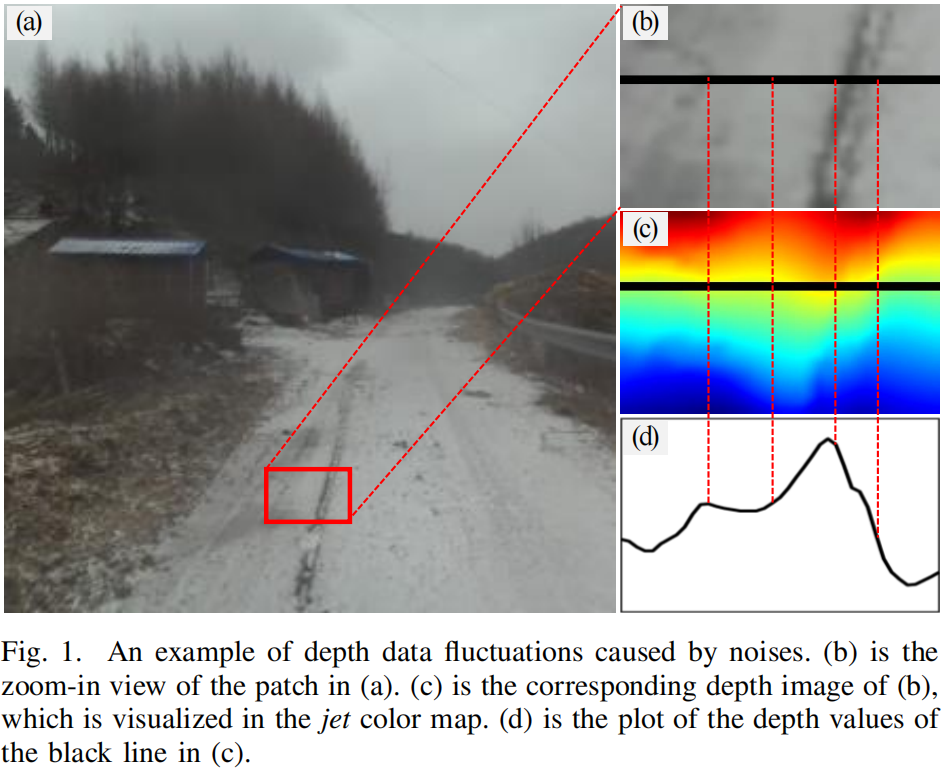 (a)
(b)
(c)
(d)
Fig. 1. An example of depth data fluctuations caused by noises. (b) is the
zoom-in view of the patch in (a). (c) is the corresponding depth image of (b),
which is visualized in the jet color map. (d) is the plot of the depth values of
the black line in (c).